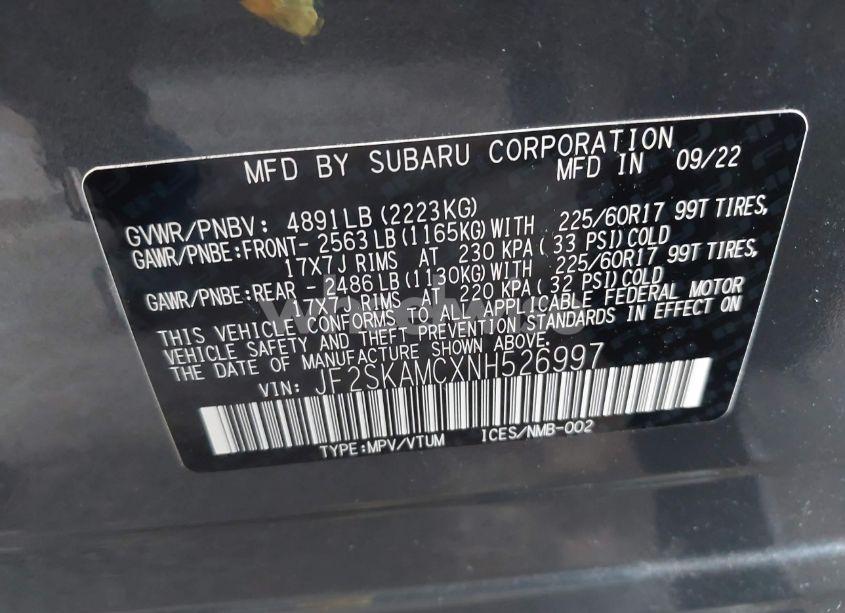 MFD BY SUBARU CORPORATION
MFD IN 09/22
GVWR/PNBV: 4891LB (2223KG)
GAWR/PNBE:FRONT- 2563 LB (1165KG) WITH 225/60R17 99T TIRES,
17X7J RIMS AT 230 KPA ( 33 PSI) COLD
GAWR/PNBE:REAR - 2486 LB (1130KG) WITH 225/60R17 99T TIRES,
17X7J RIMS AT 220 KPA ( 32 PSI) COLD
THIS VEHICLE CONFORMS TO ALL APPLICABLE FEDERAL MOTOR
VEHICLE SAFETY AND THEFT PREVENTION STANDARDS IN EFFECT ON
THE DATE OF MANUFACTURE SHOWN ABOVE.
VIN: JF2SKAMCXNH526997
TYPE:MPV/VTUM ICES/NMB-002